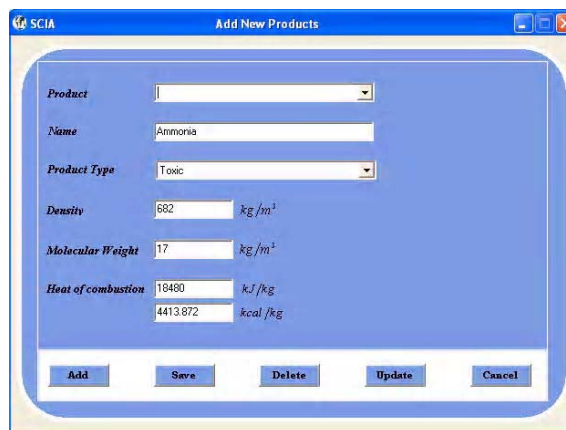 SCIA Add New Products
Product
Name Ammonia
Product Type Toxic
Density 682 kg/m³
Molecular Weight 17 kg/m³
Heat of combustion 18480 kJ/kg
4413.872 kcal/kg
Add Save Delete Update Cancel